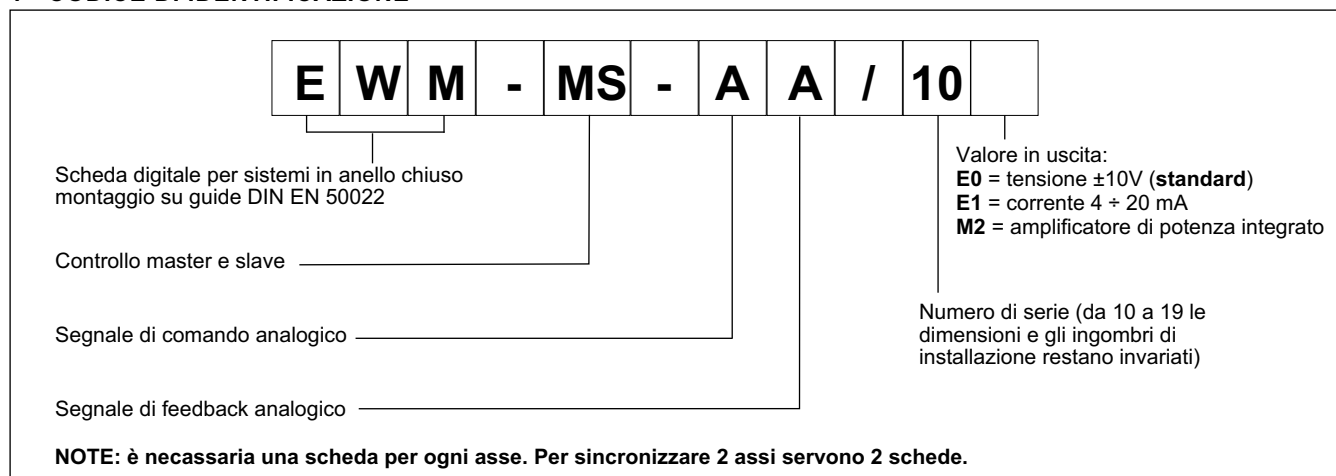 E W M - MS - A A / 10
Scheda digitale per sistemi in anello chiuso
montaggio su guide DIN EN 50022
Controllo master e slave
Segnale di comando analogico
Segnale di feedback analogico
Valore in uscita:
E0 = tensione ±10V (standard)
E1 = corrente 4 ÷ 20 mA
M2 = amplificatore di potenza integrato
Numero di serie (da 10 a 19 le
dimensioni e gli ingombri di
installazione restano invariati)
NOTE: è necassaria una scheda per ogni asse. Per sincronizzare 2 assi servono 2 schede.